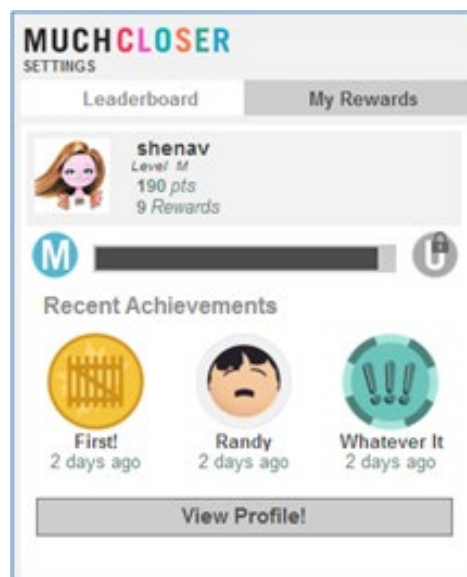 MUCHCLOSER
SETTINGS
Leaderboard My Rewards
shenav
Level M
190 pts
9 Rewards
M U
Recent Achievements
!!!
First! Randy Whatever It
2 days ago 2 days ago 2 days ago
View Profile!